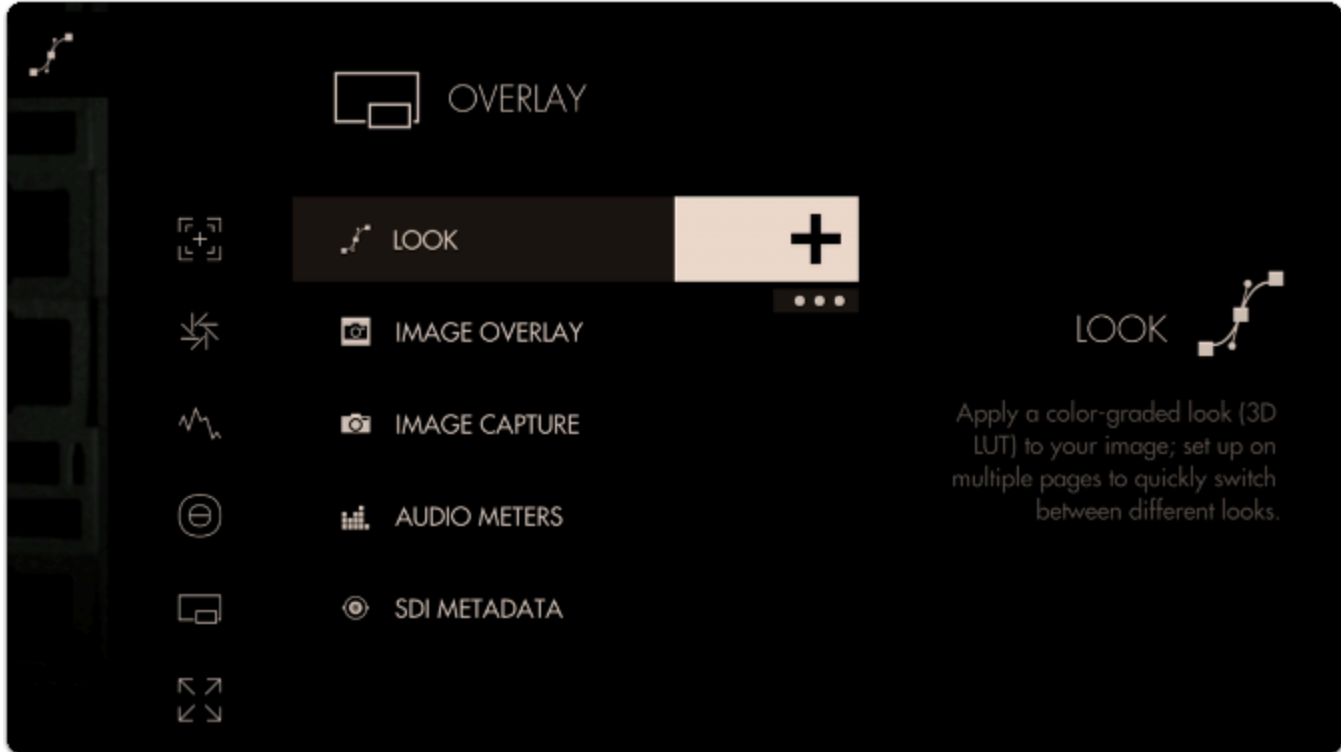 OVERLAY
LOOK
IMAGE OVERLAY
IMAGE CAPTURE
AUDIO METERS
SDI METADATA
LOOK
Apply a color-graded look (3D
LUT) to your image; set up on
multiple pages to quickly switch
between different looks.